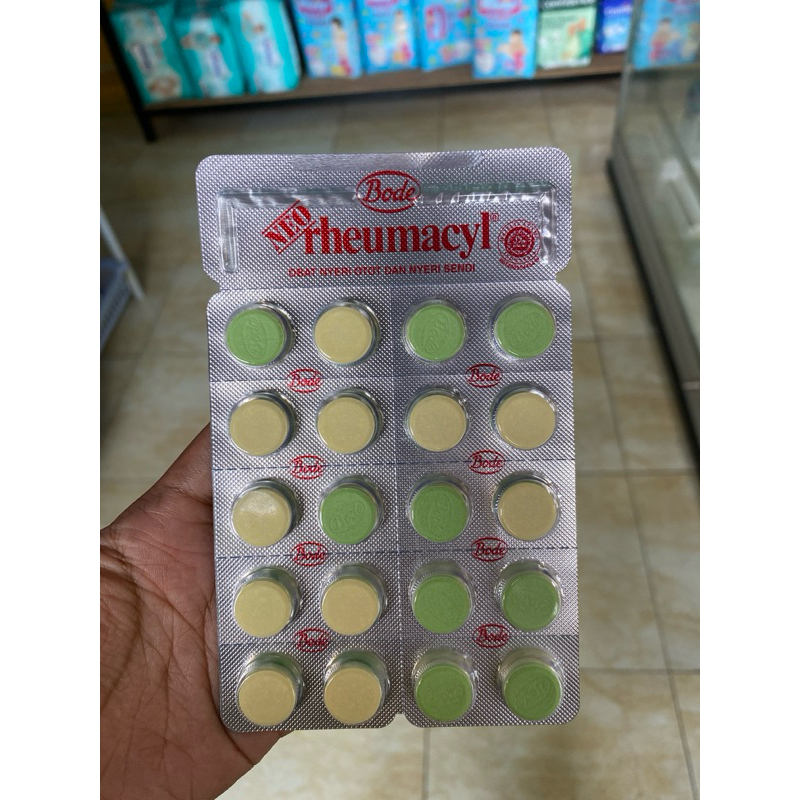 Bode
NEO rheumacyl®
OBAT NYERI OTOT DAN NYERI SENDI
Bode Bode
Bode Bode
Bode Bode
Bode Bode